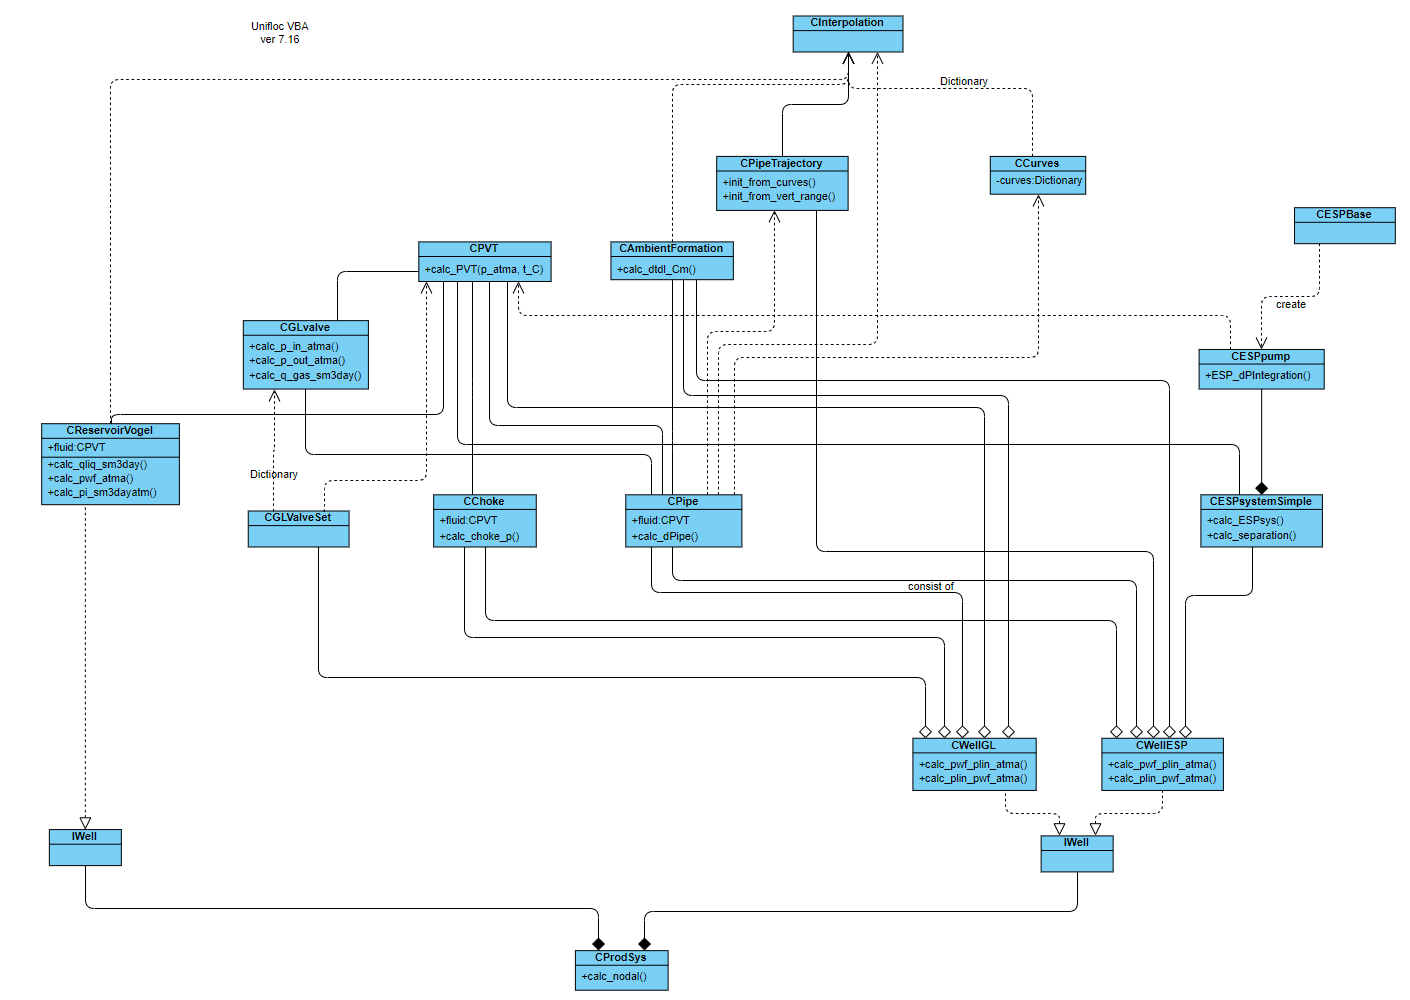 Unifloc VBA
ver 7.16
CInterpolation
Dictionary
CPipeTrajectory
+init_from_curves()
+init_from_vert_range()
CCurves
-curves:Dictionary
CESPBase
CPVT
+calc_PVT(p_atma, t_C)
CAmbientFormation
+calc_dtdl_Cm()
create
CGLvalve
+calc_p_in_atma()
+calc_p_out_atma()
+calc_q_gas_sm3day()
CESPpump
+ESP_dPIntegration()
CReservoirVogel
+fluid:CPVT
+calc_qliq_sm3day()
+calc_pwf_atma()
+calc_pi_sm3dayatm()
Dictionary
CGLValveSet
CChoke
+fluid:CPVT
+calc_choke_p()
CPipe
+fluid:CPVT
+calc_dPipe()
CESPsystemSimple
+calc_ESPsys()
+calc_separation()
consist of
CWellGL
+calc_pwf_plin_atma()
+calc_plin_pwf_atma()
CWellESP
+calc_pwf_plin_atma()
+calc_plin_pwf_atma()
IWell
IWell
CProdSys
+calc_nodal()